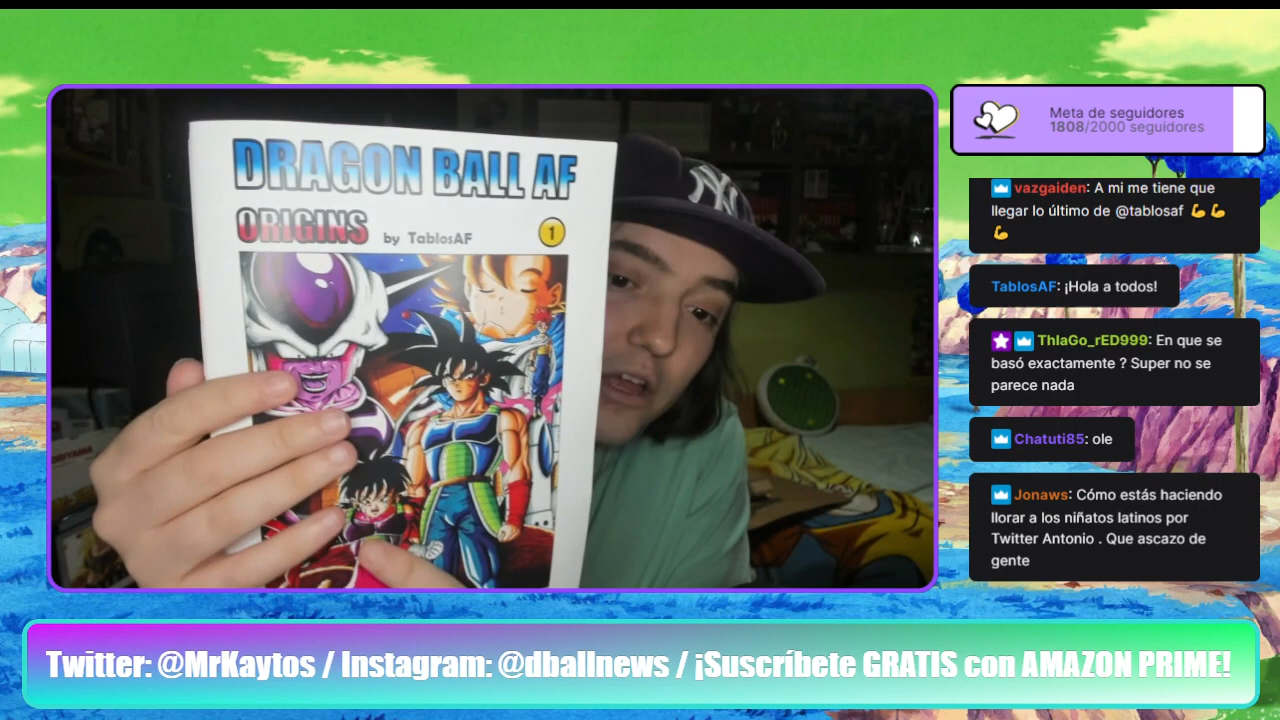 DRAGON BALL AF
ORIGINS
by TablosAF
1
NY
Meta de seguidores
1808/2000 seguidores
vazgaiden: A mi me tiene que
llegar lo último de @tablosaf 💪💪
💪
TablosAF: ¡Hola a todos!
ThIaGo_rED999: En que se
basó exactamente ? Super no se
parece nada
Chatuti85: ole
Jonaws: Cómo estás haciendo
llorar a los niñatos latinos por
Twitter Antonio . Que ascazo de
gente
Twitter: @MrKaytos / Instagram: @dballnews / ¡Suscríbete GRATIS con AMAZON PRIME!